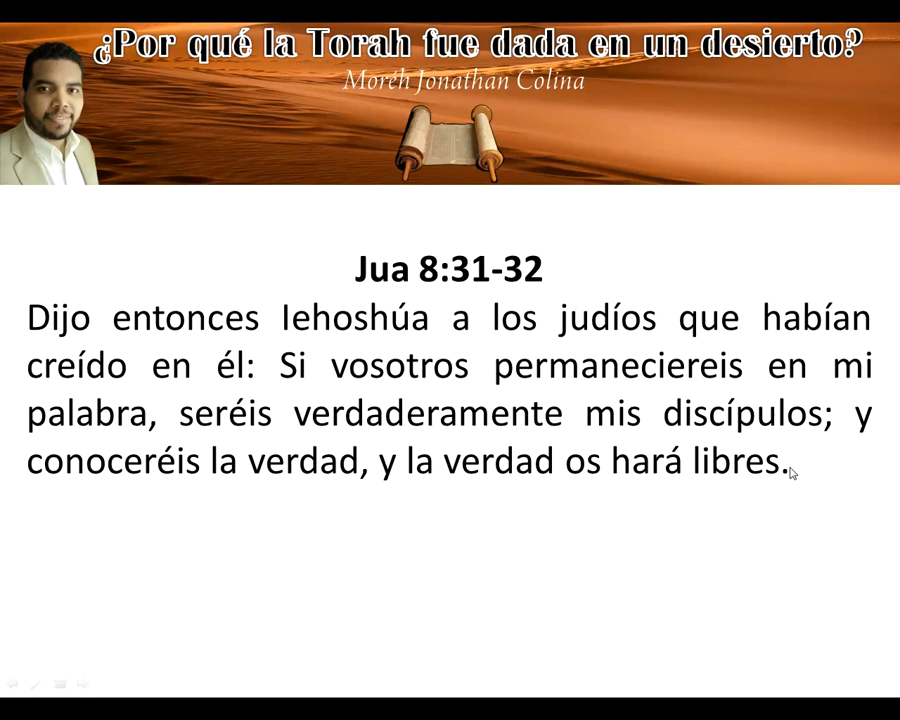 ¿Por qué la Torah fue dada en un desierto?
Moréh Jonathan Colina
Jua 8:31-32
Dijo entonces Iehoshúa a los judíos que habían
creído en él: Si vosotros permaneciereis en mi
palabra, seréis verdaderamente mis discípulos; y
conoceréis la verdad, y la verdad os hará libres.